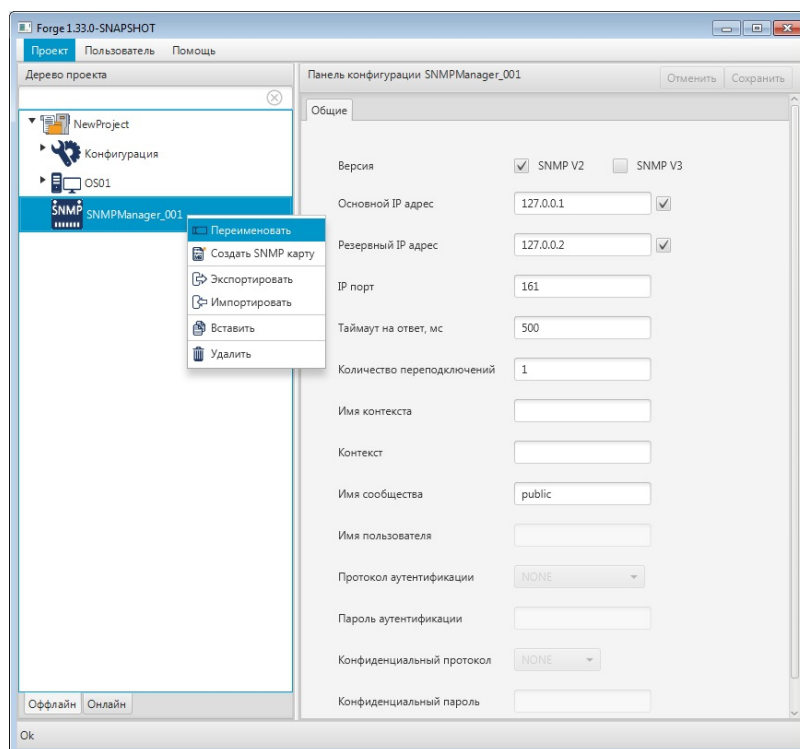 Forge 1.33.0-SNAPSHOT
Проект Пользователь Помощь
Дерево проекта
Панель конфигурации SNMPManager_001
Отменить Сохранить
NewProject
Конфигурация
OS01
SNMP SNMPManager_001
Переименовать
Создать SNMP карту
Экспортировать
Импортировать
Вставить
Удалить
Общие
Версия SNMP V2 SNMP V3
Основной IP адрес 127.0.0.1
Резервный IP адрес 127.0.0.2
IP порт 161
Таймаут на ответ, мс 500
Количество переподключений 1
Имя контекста
Контекст
Имя сообщества public
Имя пользователя
Протокол аутентификации NONE
Пароль аутентификации
Конфиденциальный протокол NONE
Конфиденциальный пароль
Оффлайн Онлайн
Ok